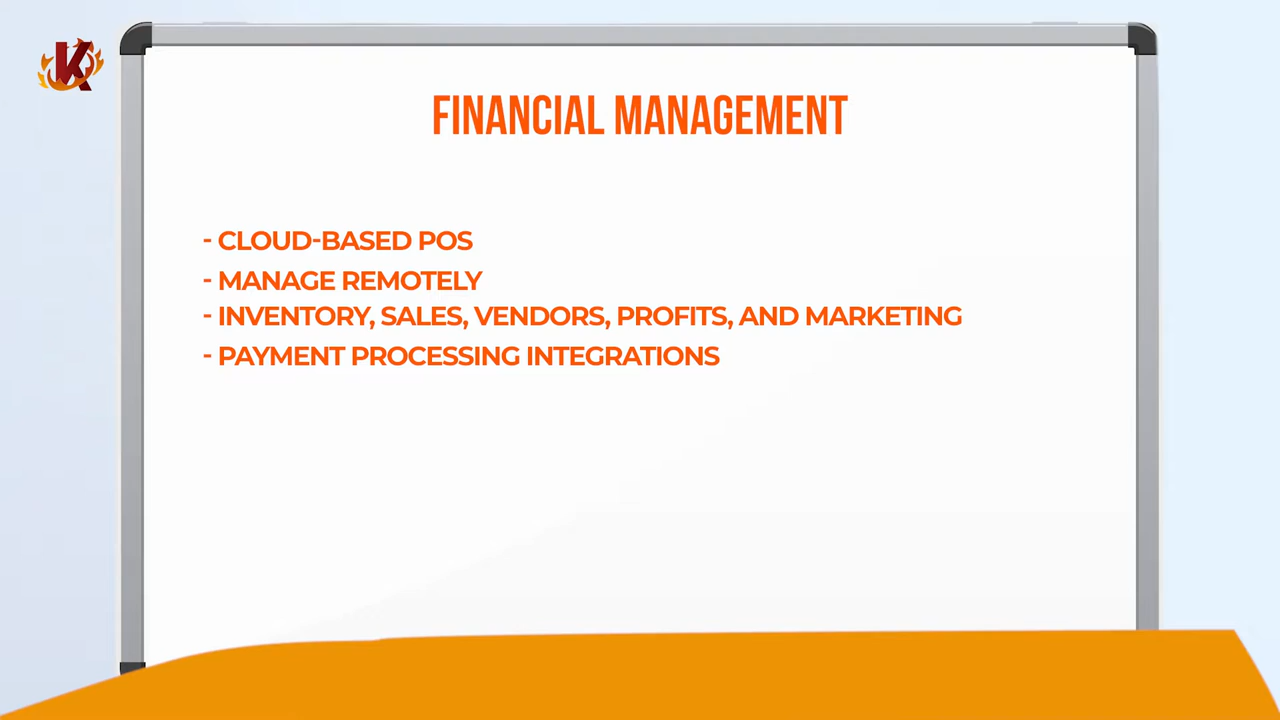 K
FINANCIAL MANAGEMENT
- CLOUD-BASED POS
- MANAGE REMOTELY
- INVENTORY, SALES, VENDORS, PROFITS, AND MARKETING
- PAYMENT PROCESSING INTEGRATIONS